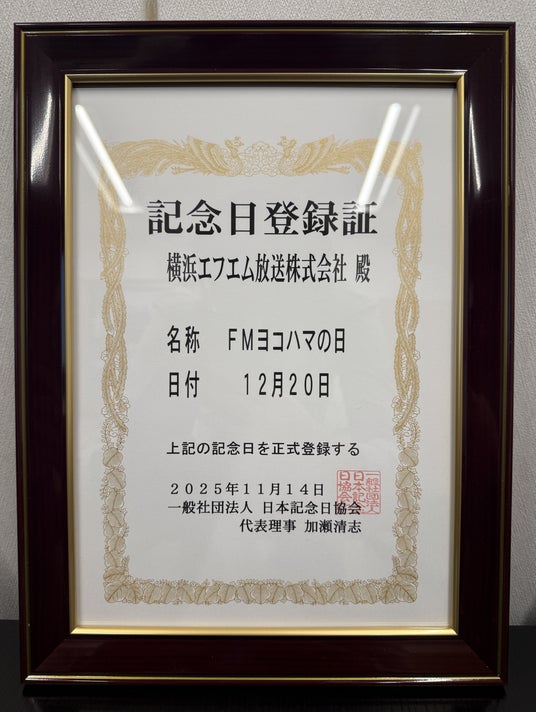 記念日登録証
横浜エフエム放送株式会社 殿
名称 FMヨコハマの日
日付 12月20日
上記の記念日を正式登録する
2025年11月14日
一般社団法人 日本記念日協会
代表理事 加瀬清志